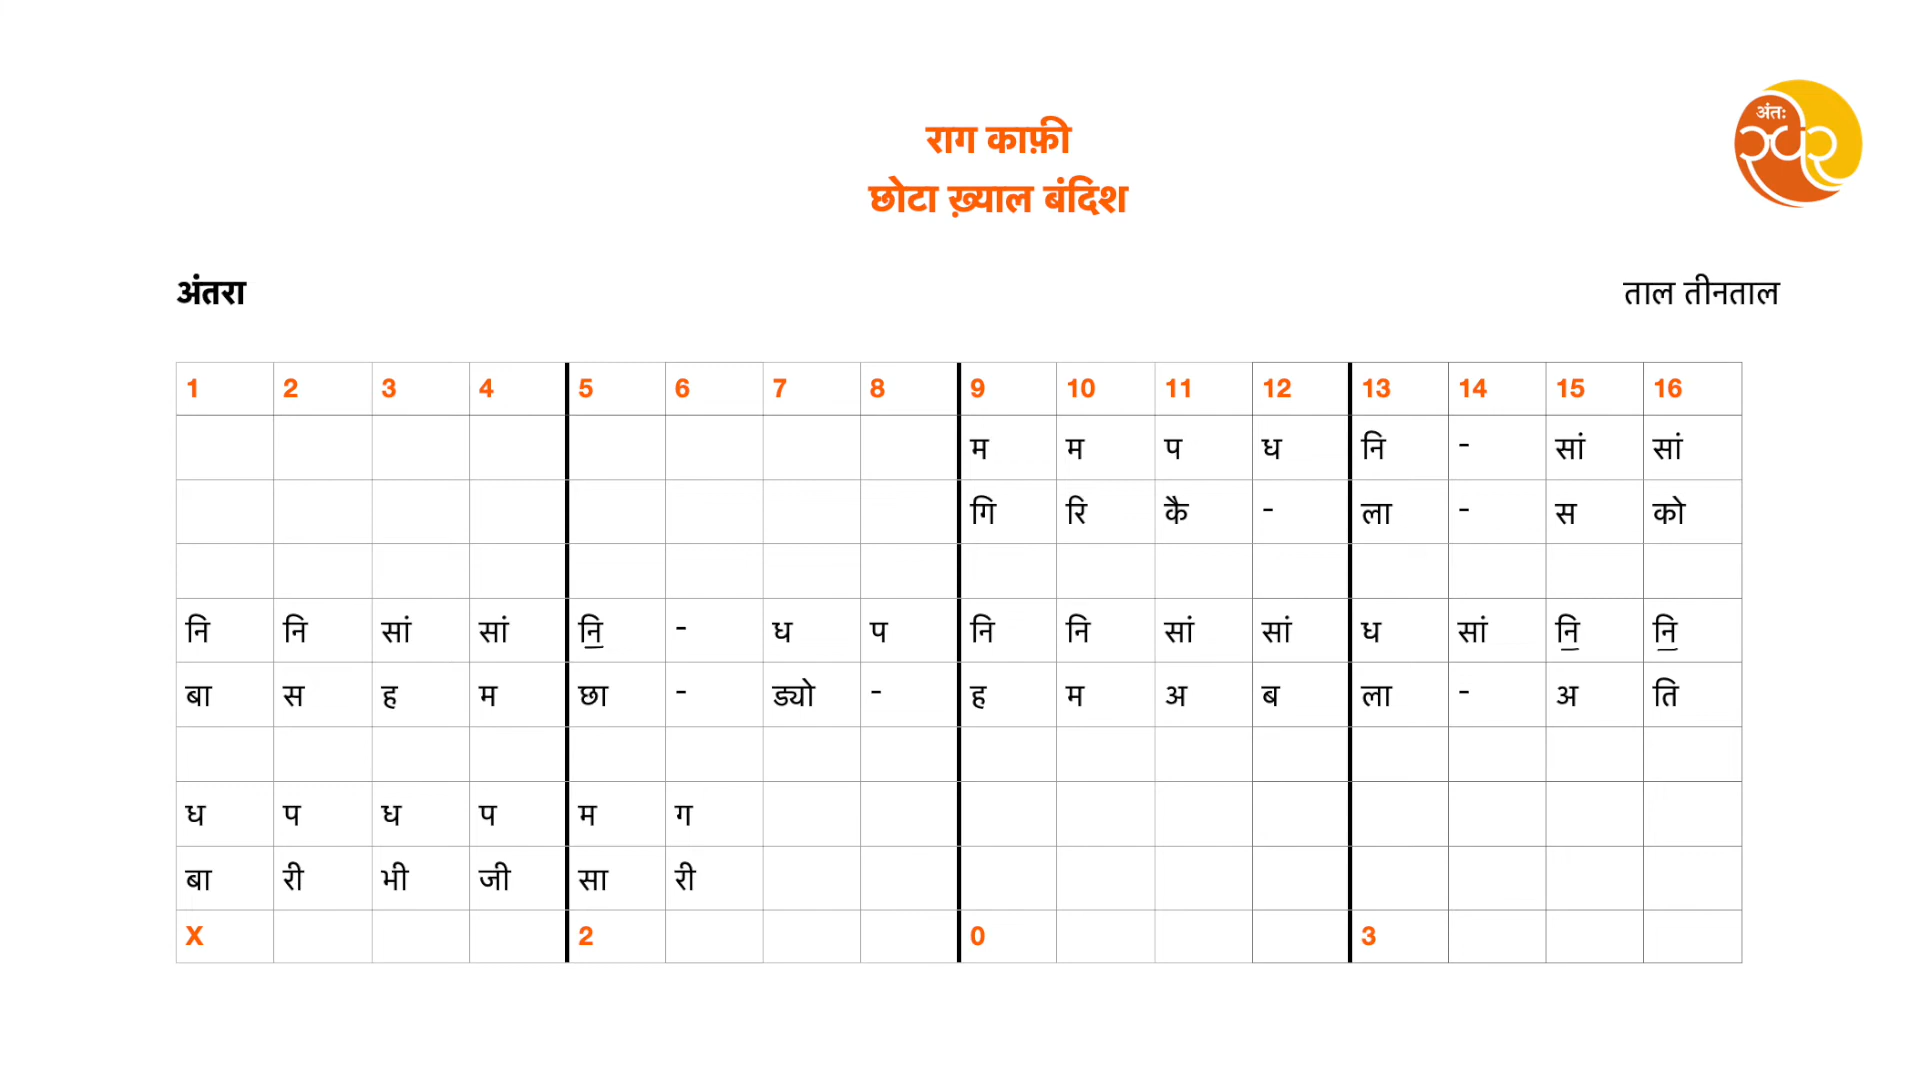 अंतः
स्वर
राग काफ़ी
छोटा ख़्याल बंदिश
अंतरा ताल तीनताल
1 2 3 4 5 6 7 8 9 10 11 12 13 14 15 16
म म प ध नि - सां सां
गि रि कै - ला - स को
नि नि सां सां नि॒ - ध प नि नि सां सां ध सां नि॒ नि॒
बा स ह म छा - ड्यो - ह म अ ब ला - अ ति
ध प ध प म ग
बा री भी जी सा री
X 2 0 3